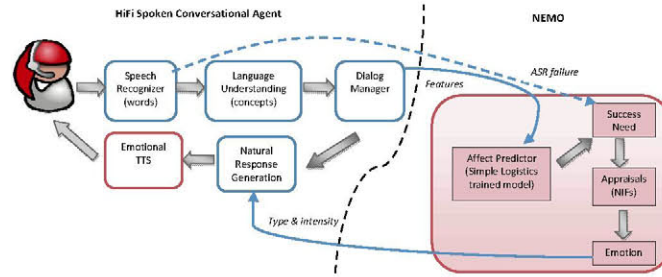 HiFi Spoken Conversational Agent
NEMO
Speech
Recognizer
(words)
Language
Understanding
(concepts)
Dialog
Manager
ASR failure
Features
Success
Need
Emotional
TTS
Natural
Response
Generation
Affect Predictor
(Simple Logistics
trained model)
Appraisals
(NIFs)
Type & intensity
Emotion